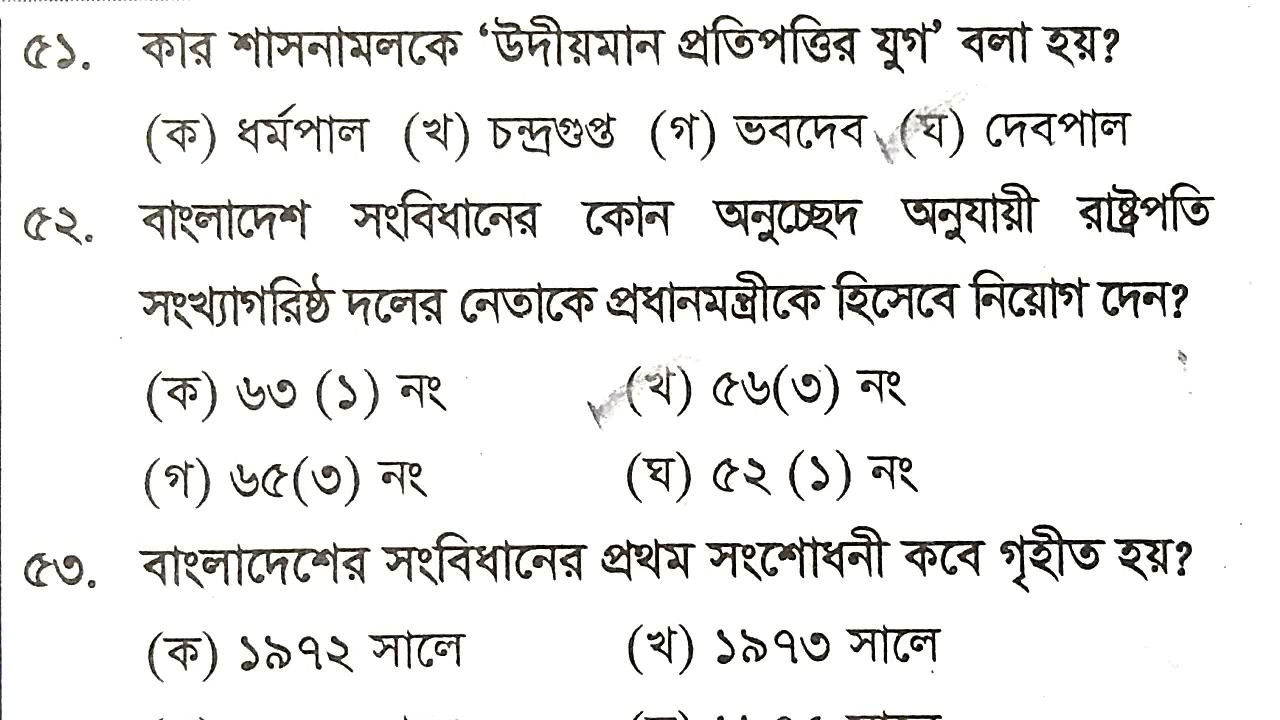 ৫১. কার শাসনামলকে ‘উদীয়মান প্রতিপত্তির যুগ’ বলা হয়?
(ক) ধর্মপাল (খ) চন্দ্রগুপ্ত (গ) ভবদেব (ঘ) দেবপাল
৫২. বাংলাদেশ সংবিধানের কোন অনুচ্ছেদ অনুযায়ী রাষ্ট্রপতি
সংখ্যাগরিষ্ঠ দলের নেতাকে প্রধানমন্ত্রীকে হিসেবে নিয়োগ দেন?
(ক) ৬৩ (১) নং (খ) ৫৬(৩) নং
(গ) ৬৫(৩) নং (ঘ) ৫২ (১) নং
৫৩. বাংলাদেশের সংবিধানের প্রথম সংশোধনী কবে গৃহীত হয়?
(ক) ১৯৭২ সালে (খ) ১৯৭৩ সালে